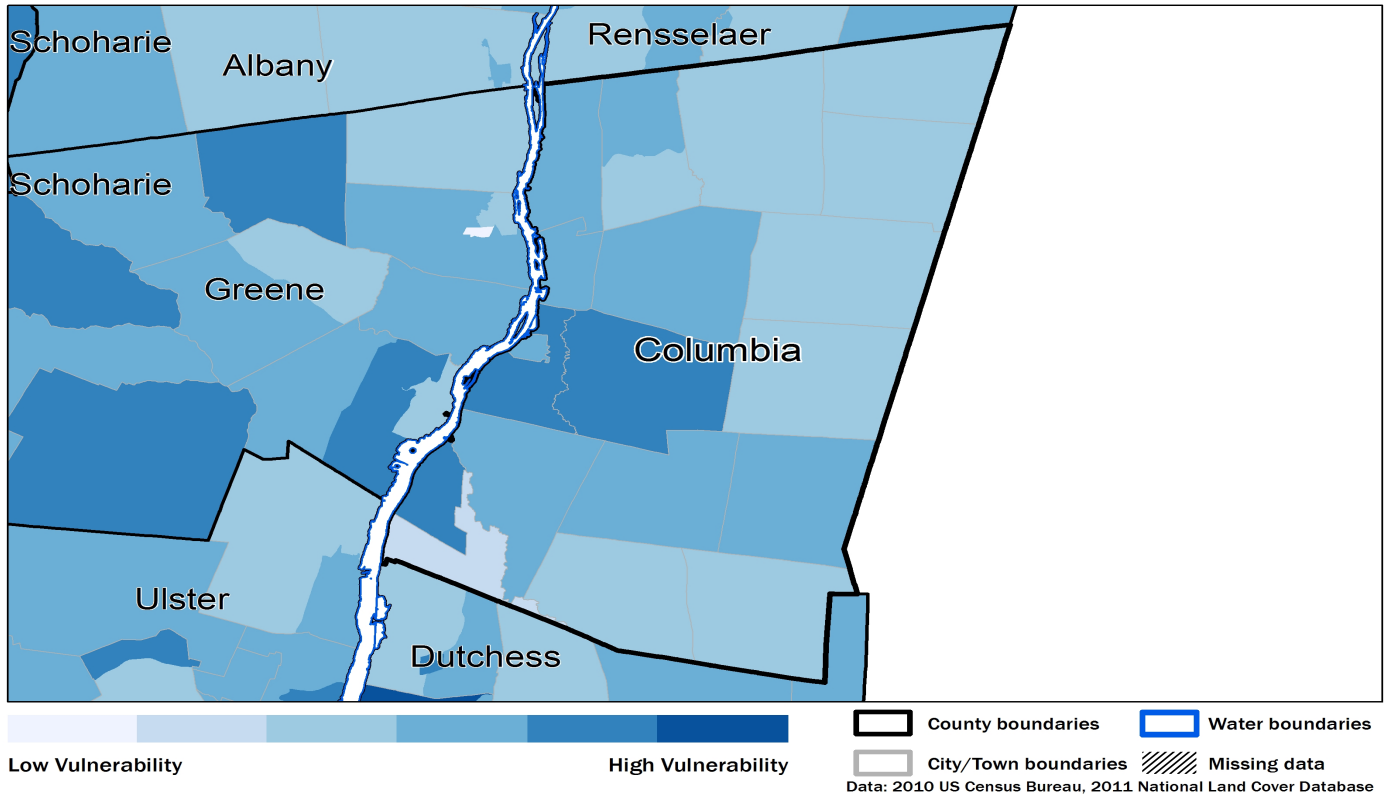 Schoharie
Albany
Rensselaer
Schoharie
Greene
Columbia
Ulster
Dutchess
Low Vulnerability
High Vulnerability
County boundaries
Water boundaries
City/Town boundaries
Missing data
Data: 2010 US Census Bureau, 2011 National Land Cover Database